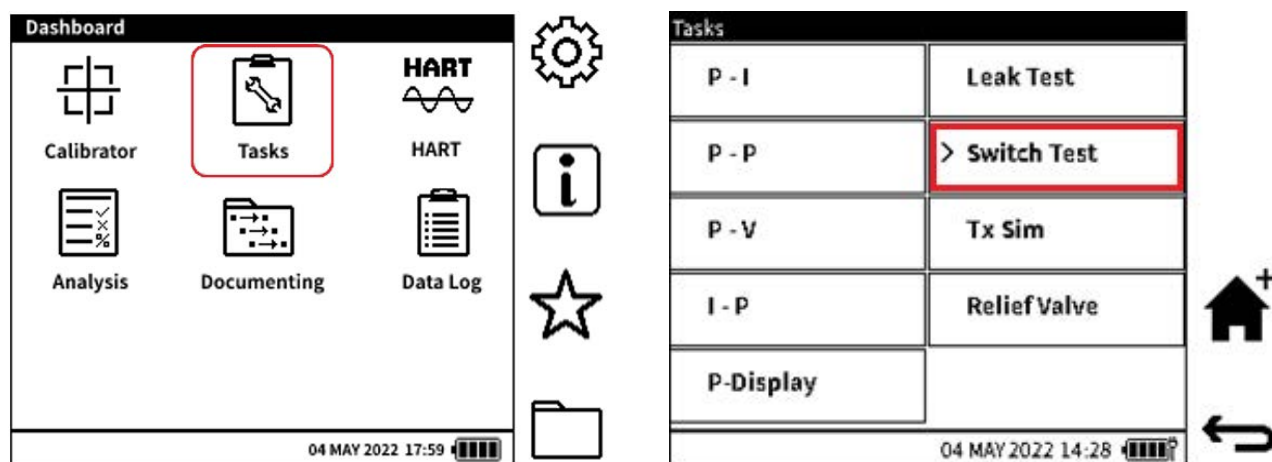 Dashboard
HART
Calibrator Tasks HART
Analysis Documenting Data Log
04 MAY 2022 17:59
Tasks
P - I Leak Test
P - P > Switch Test
P - V Tx Sim
I - P Relief Valve
P-Display
04 MAY 2022 14:28